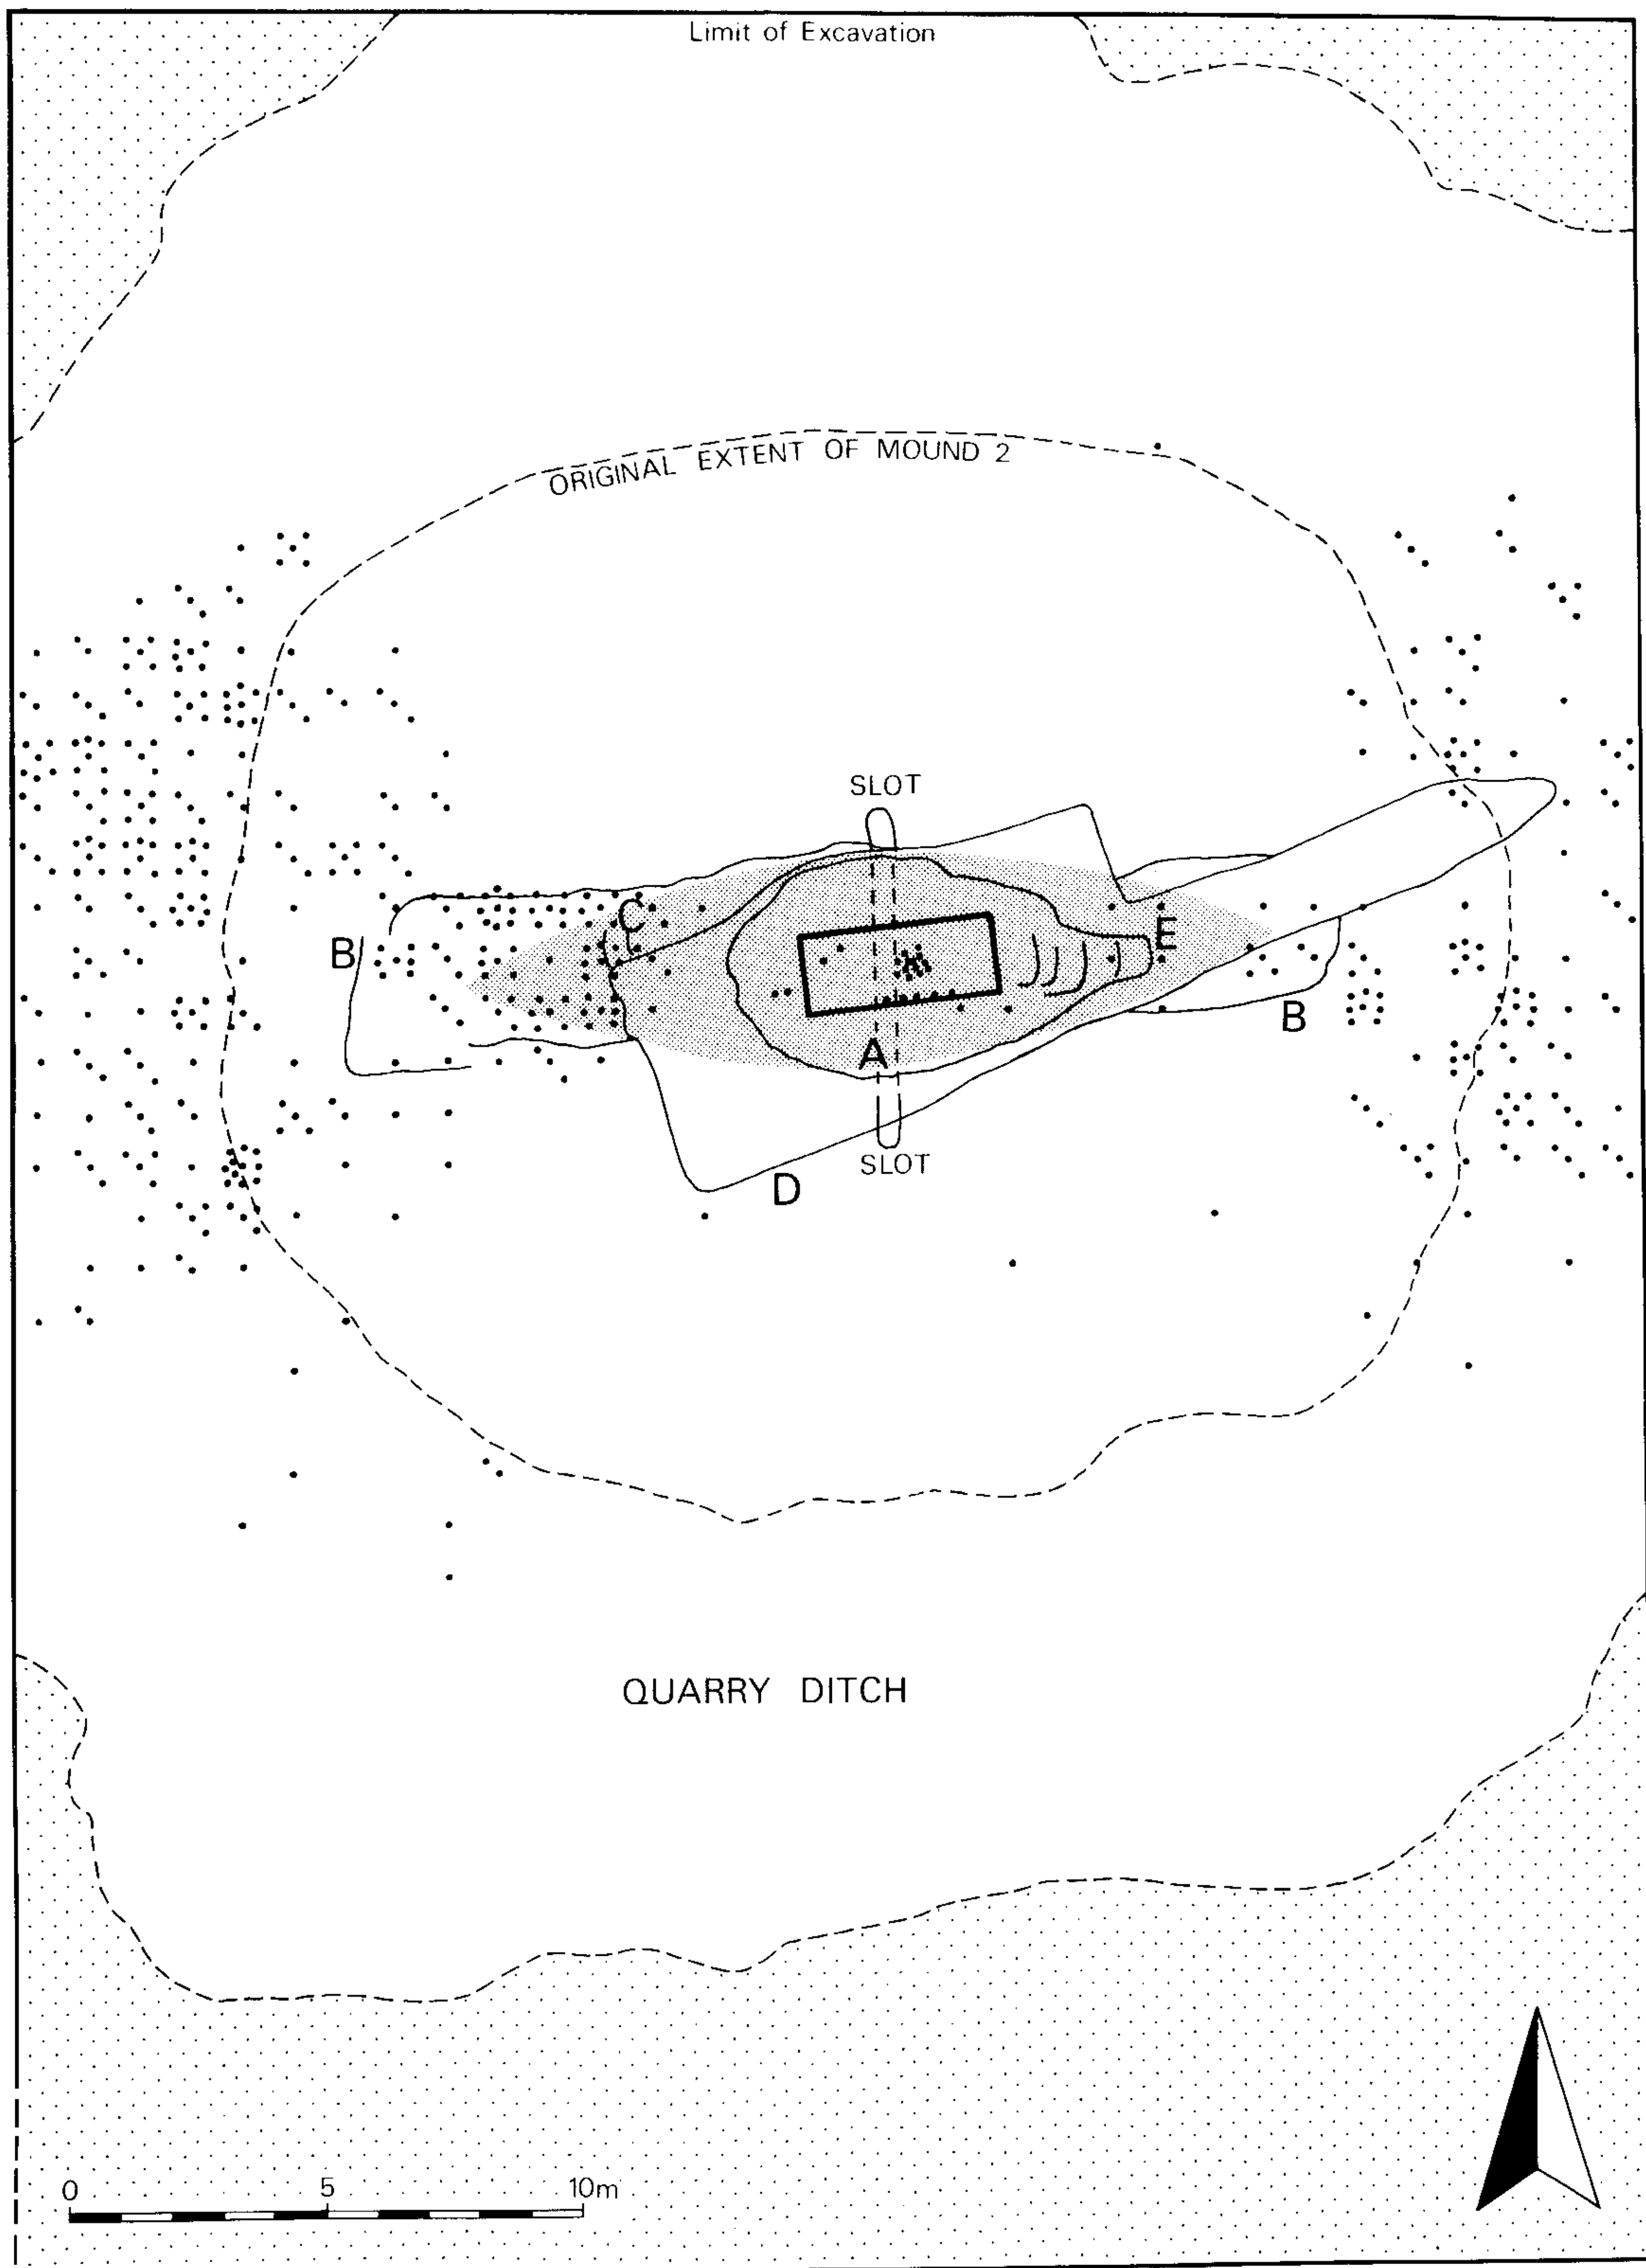 Limit of Excavation
ORIGINAL EXTENT OF MOUND 2
SLOT
C
B
E
B
A
SLOT
D
QUARRY DITCH
0 5 10m